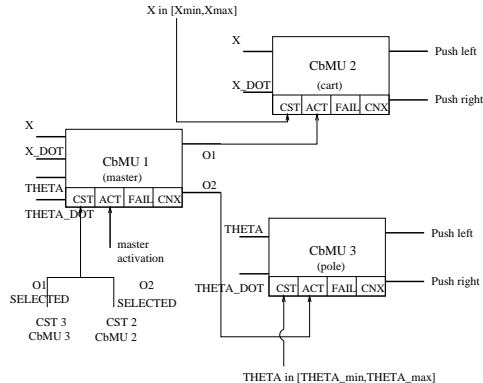 X in [Xmin,Xmax]
X
X_DOT
CbMU 2
(cart)
CST ACT FAIL CNX
Push left
Push right
X
X_DOT
THETA
THETA_DOT
CbMU 1
(master)
CST ACT FAIL CNX
O1
O2
master
activation
O1
SELECTED
O2
SELECTED
CST 3
CbMU 3
CST 2
CbMU 2
THETA
THETA_DOT
CbMU 3
(pole)
CST ACT FAIL CNX
Push left
Push right
THETA in [THETA_min,THETA_max]